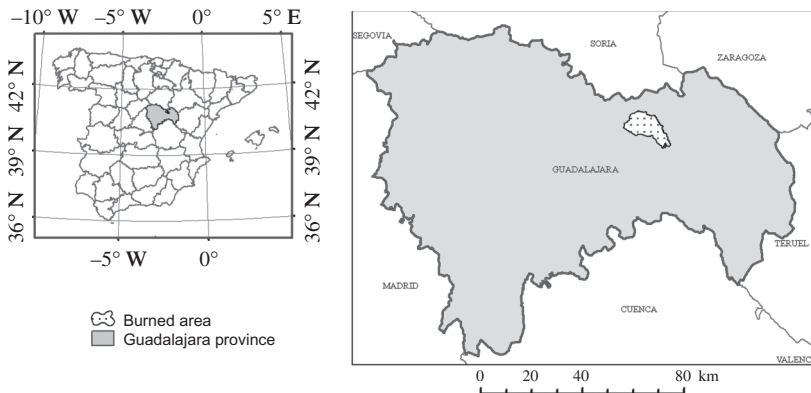 −10° W −5° W 0° 5° E
42° N 42° N
39° N 39° N
36° N 36° N
−5° W 0°
Burned area
Guadalajara province
SEGOVIA SORIA ZARAGOZA
GUADALAJARA
TERUEL
MADRID CUENCA
VALENC
0 20 40 80 km